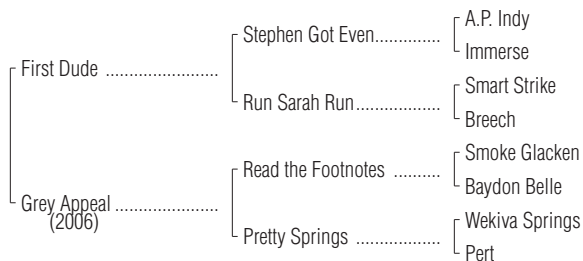 A.P. Indy
Stephen Got Even..............
Immerse
First Dude .......................
Smart Strike
Run Sarah Run..................
Breech
Smoke Glacken
Read the Footnotes ..........
Baydon Belle
Grey Appeal .....................
(2006)
Wekiva Springs
Pretty Springs ..................
Pert